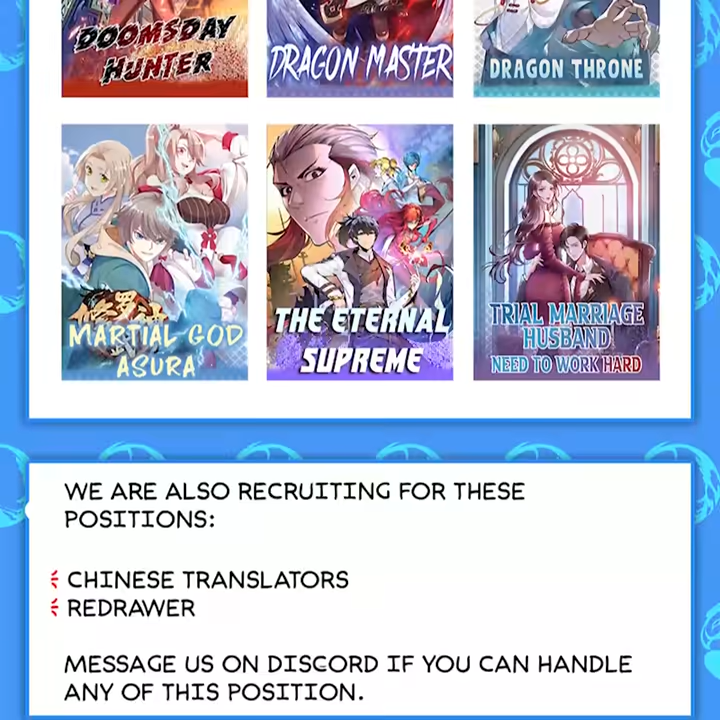 DOOMSDAY
HUNTER
DRAGON MASTER
DRAGON THRONE
MARTIAL GOD
ASURA
THE ETERNAL
SUPREME
TRIAL MARRIAGE
HUSBAND:
NEED TO WORK HARD
WE ARE ALSO RECRUITING FOR THESE
POSITIONS:
CHINESE TRANSLATORS
REDRAWER
MESSAGE US ON DISCORD IF YOU CAN HANDLE
ANY OF THIS POSITION.